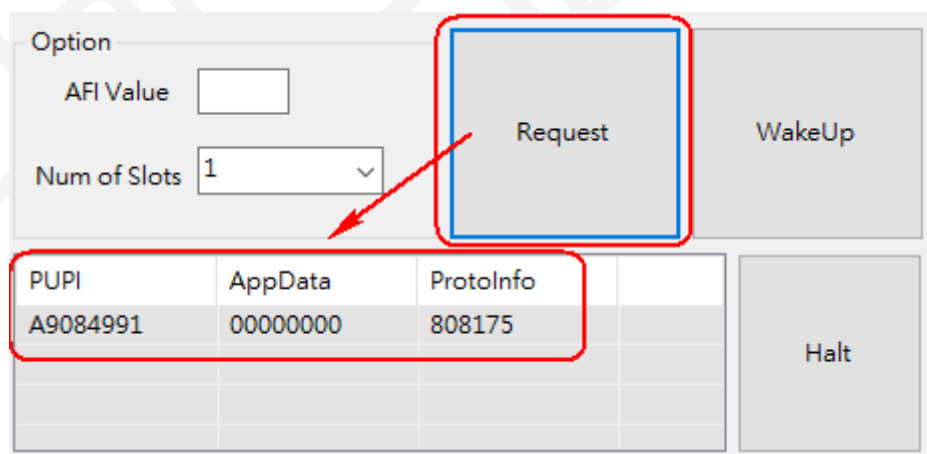 Option
AFI Value
Num of Slots 1
Request
WakeUp
PUPI AppData ProtoInfo
A9084991 00000000 808175
Halt